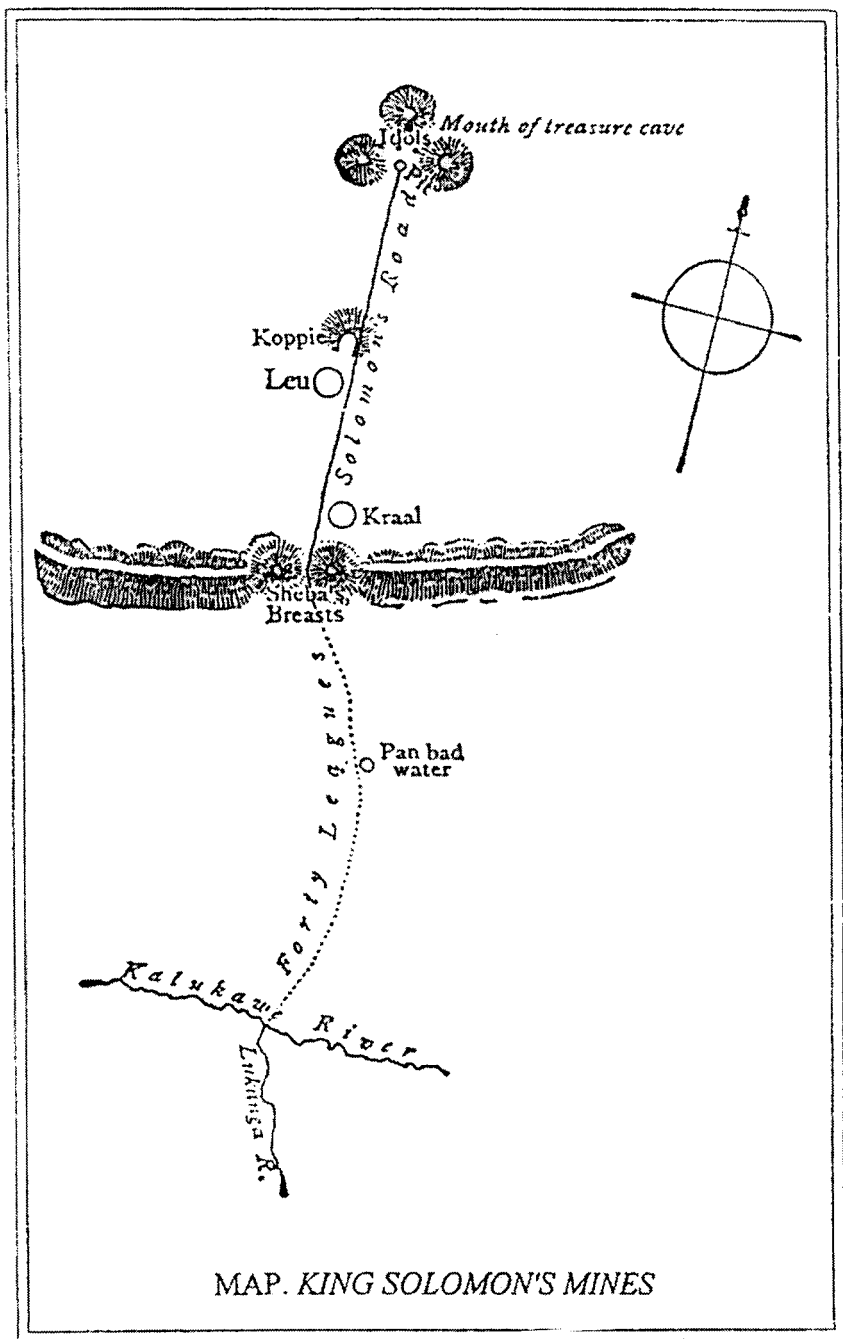 Idols
Mouth of treasure cave
Pit
Solomon's Road
Koppie
Leu
Kraal
Sheba's
Breasts
Forty Leagues
Pan bad
water
Kalukawe River
Lukanga R.
MAP. KING SOLOMON'S MINES